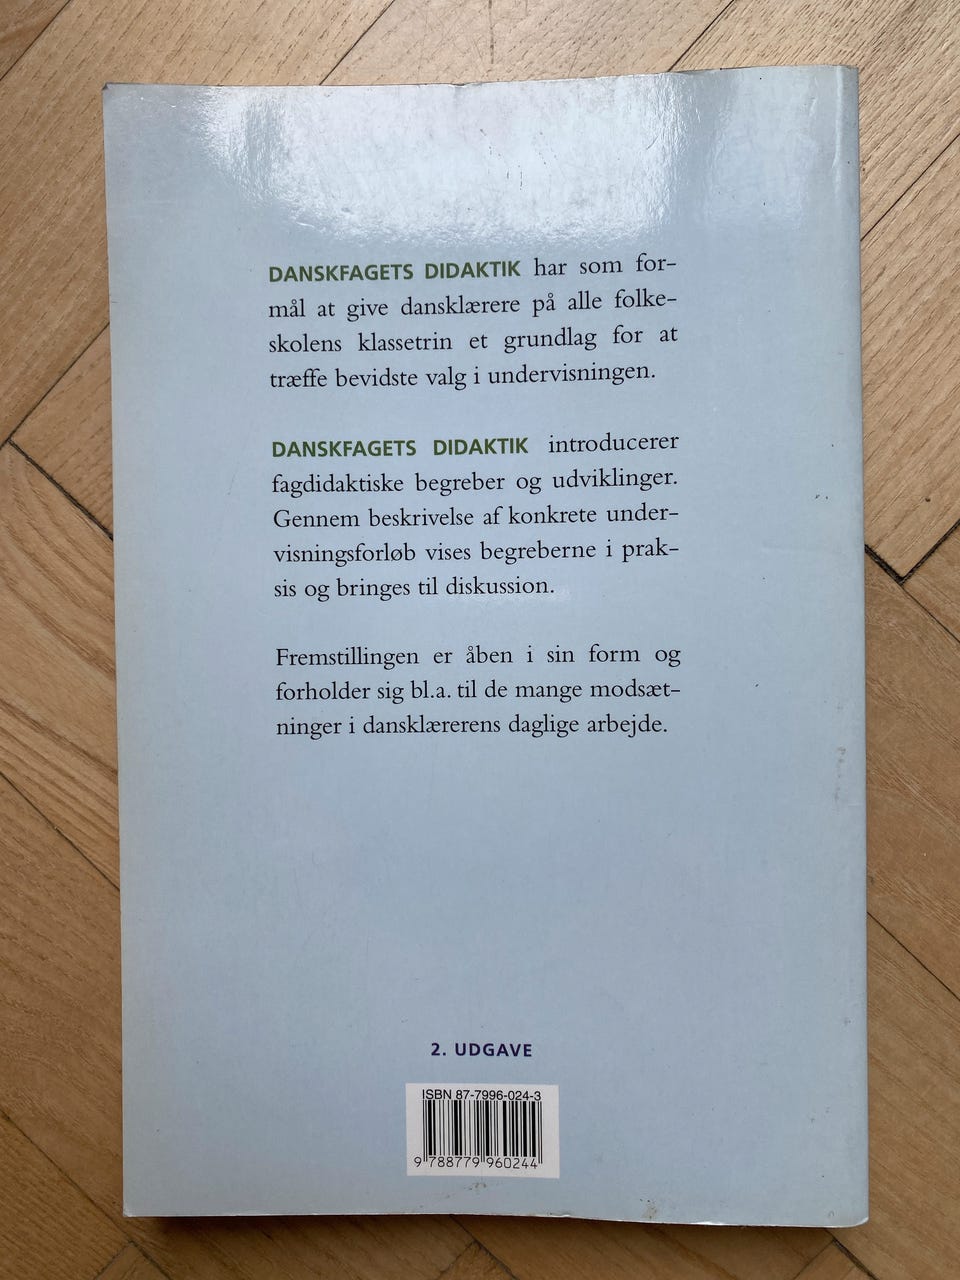 DANSKFAGETS DIDAKTIK har som for-
mål at give dansklærere på alle folke-
skolens klassetrin et grundlag for at
træffe bevidste valg i undervisningen.
DANSKFAGETS DIDAKTIK introducerer
fagdidaktiske begreber og udviklinger.
Gennem beskrivelse af konkrete under-
visningsforløb vises begreberne i prak-
sis og bringes til diskussion.
Fremstillingen er åben i sin form og
forholder sig bl.a. til de mange modsæt-
ninger i dansklærerens daglige arbejde.
2. UDGAVE
ISBN 87-7996-024-3
9 788779 960244